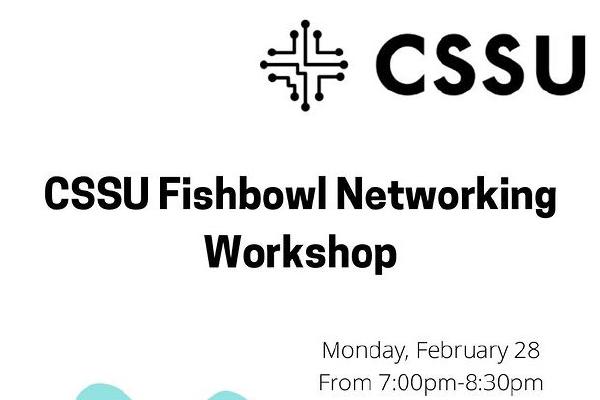 CSSU
CSSU Fishbowl Networking
Workshop
Monday, February 28
From 7:00pm-8:30pm